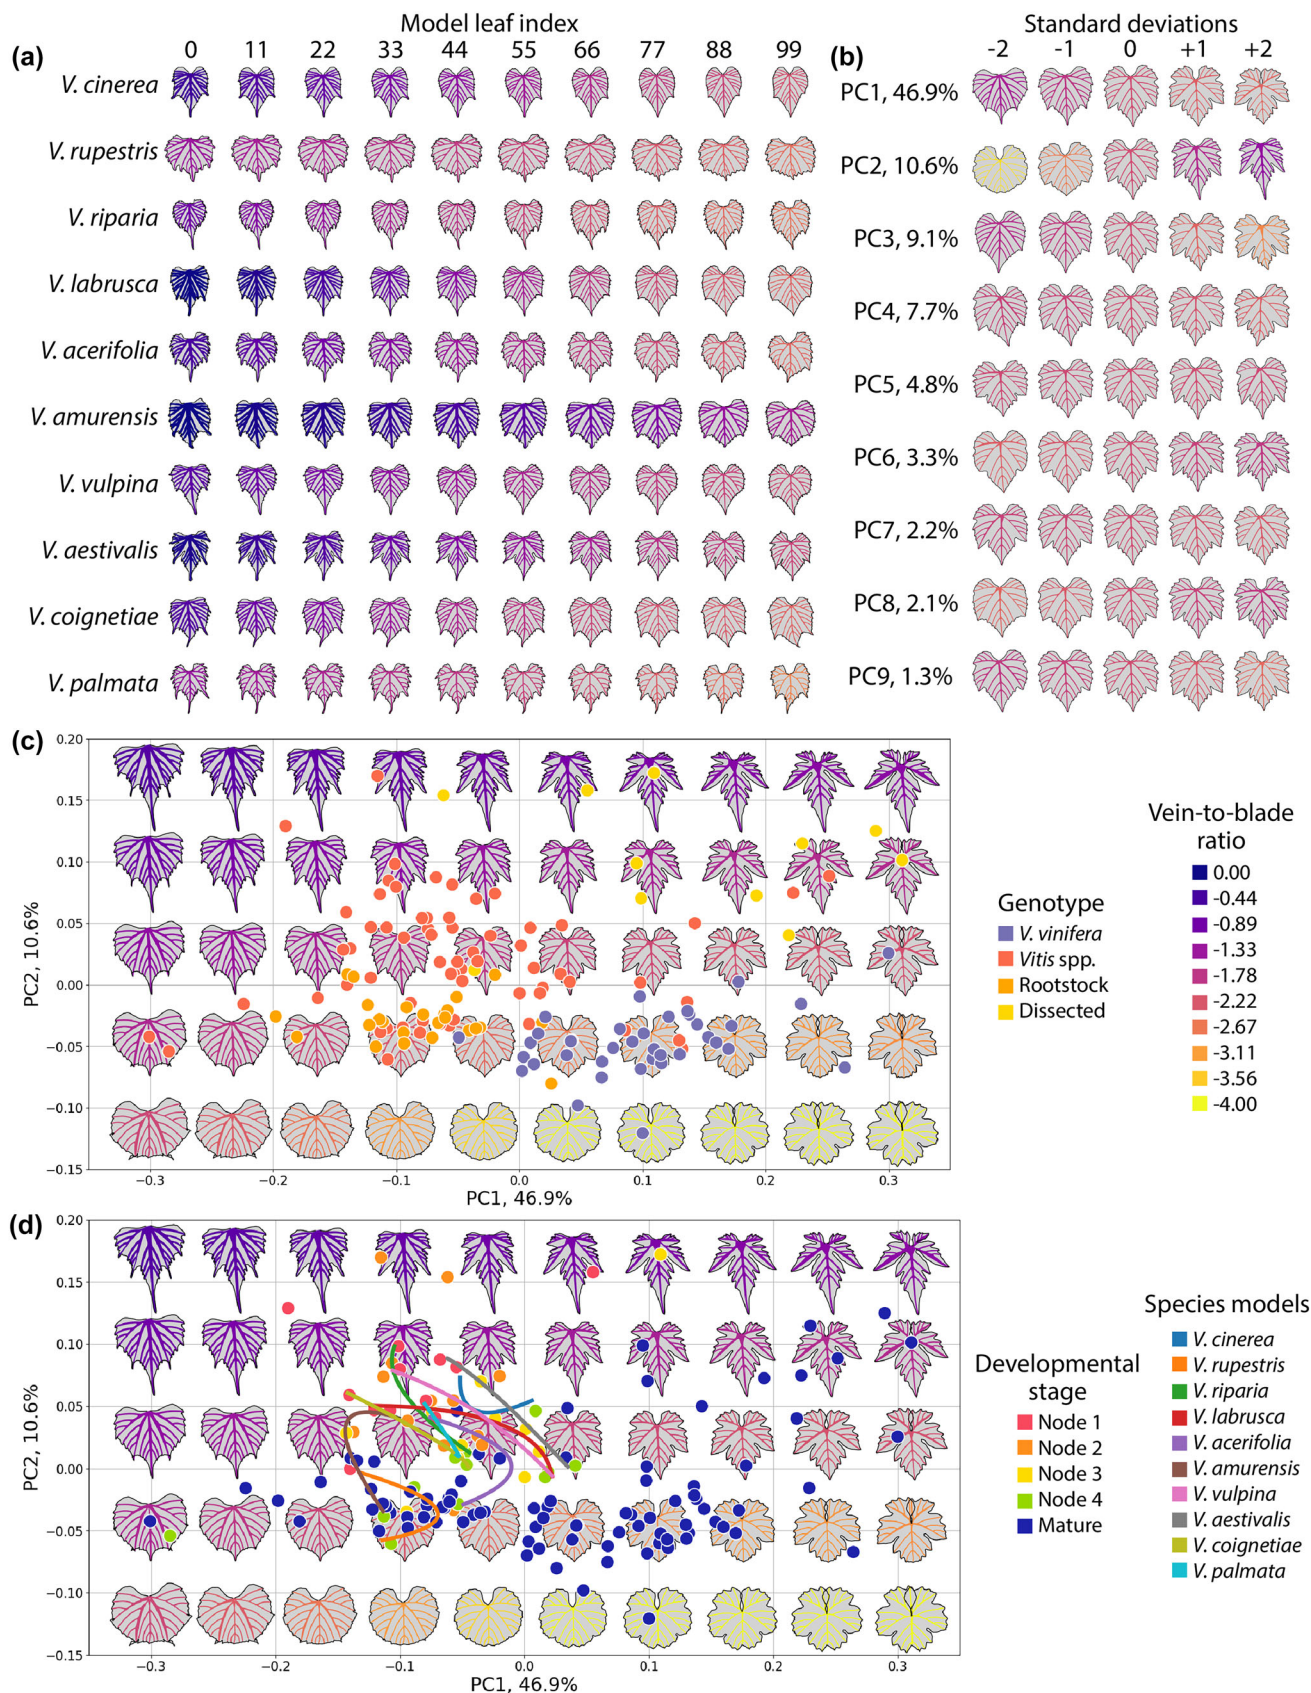 Model leaf index
(a) 0 11 22 33 44 55 66 77 88 99
V. cinerea
V. rupestris
V. riparia
V. labrusca
V. acerifolia
V. amurensis
V. vulpina
V. aestivalis
V. coignetiae
V. palmata
Standard deviations
(b) -2 -1 0 +1 +2
PC1, 46.9%
PC2, 10.6%
PC3, 9.1%
PC4, 7.7%
PC5, 4.8%
PC6, 3.3%
PC7, 2.2%
PC8, 2.1%
PC9, 1.3%
(c)
PC2, 10.6%
0.20
0.15
0.10
0.05
0.00
−0.05
−0.10
−0.15
−0.3 −0.2 −0.1 0.0 0.1 0.2 0.3
PC1, 46.9%
Genotype
V. vinifera
Vitis spp.
Rootstock
Dissected
Vein-to-blade
ratio
0.00
-0.44
-0.89
-1.33
-1.78
-2.22
-2.67
-3.11
-3.56
-4.00
(d)
PC2, 10.6%
0.20
0.15
0.10
0.05
0.00
−0.05
−0.10
−0.15
−0.3 −0.2 −0.1 0.0 0.1 0.2 0.3
PC1, 46.9%
Developmental
stage
Node 1
Node 2
Node 3
Node 4
Mature
Species models
V. cinerea
V. rupestris
V. riparia
V. labrusca
V. acerifolia
V. amurensis
V. vulpina
V. aestivalis
V. coignetiae
V. palmata